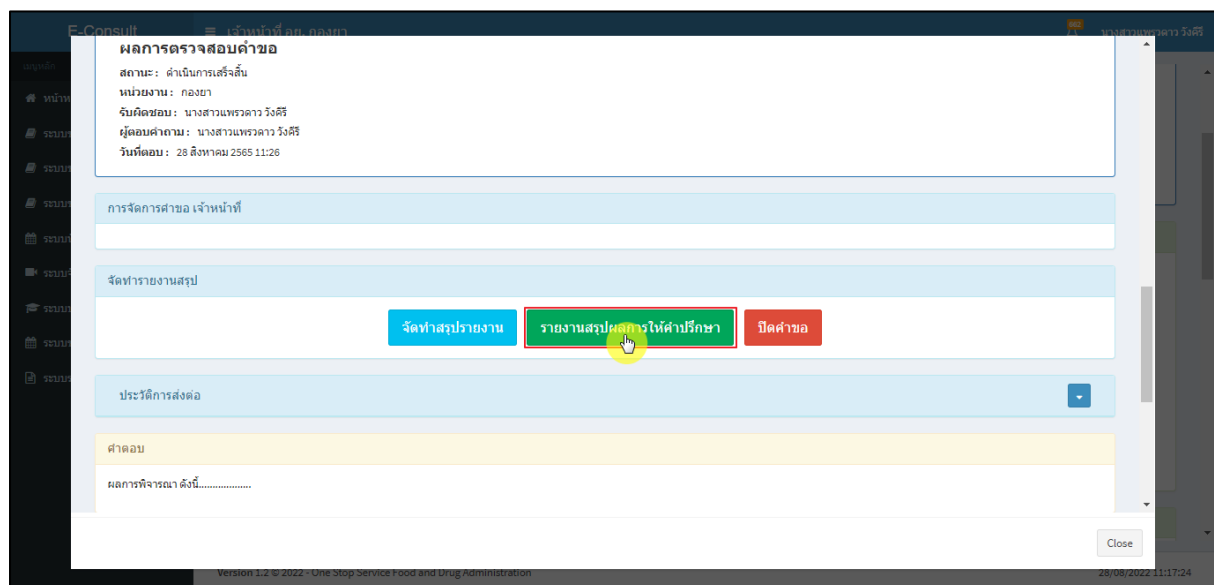 E-Consult
เจ้าหน้าที่ อย. กองยา
นางสาวแพรวดาว วังคีรี
เมนูหลัก
ผลการตรวจสอบคำขอ
สถานะ : ดำเนินการเสร็จสิ้น
หน่วยงาน : กองยา
รับผิดชอบ : นางสาวแพรวดาว วังคีรี
ผู้ตอบคำถาม : นางสาวแพรวดาว วังคีรี
วันที่ตอบ : 28 สิงหาคม 2565 11:26
การจัดการคำขอ เจ้าหน้าที่
จัดทำรายงานสรุป
จัดทำสรุปรายงาน
รายงานสรุปผลการให้คำปรึกษา
ปิดคำขอ
ประวัติการส่งต่อ
คำตอบ
ผลการพิจารณา ดังนี้...................
Close
Version 1.2 © 2022 - One Stop Service Food and Drug Administration
28/08/2022 11:17:24